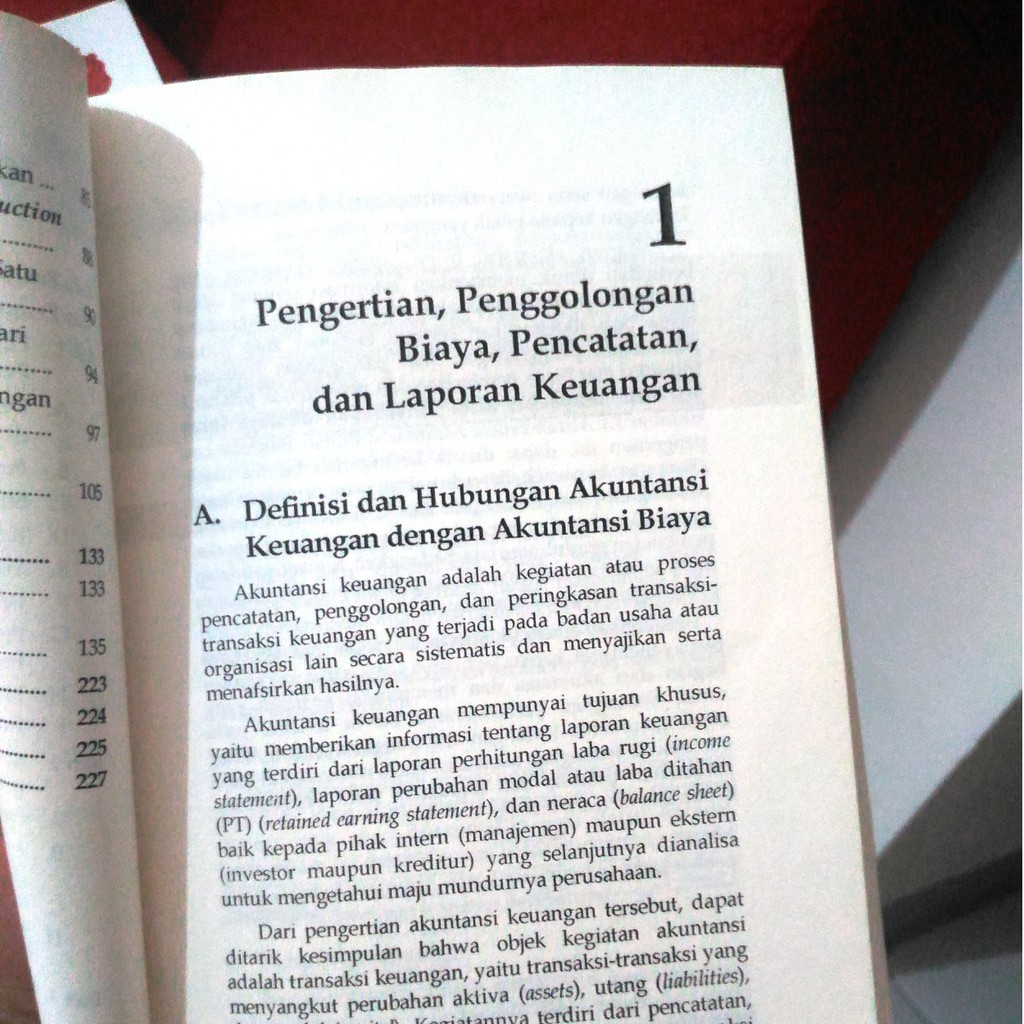 kan ... 85
uction
........... 88
Satu
........... 90
ari
........... 94
ngan
........... 97
........... 105
........... 133
........... 133
........... 135
........... 223
........... 224
........... 225
........... 227
1
Pengertian, Penggolongan
Biaya, Pencatatan,
dan Laporan Keuangan
A. Definisi dan Hubungan Akuntansi
Keuangan dengan Akuntansi Biaya
Akuntansi keuangan adalah kegiatan atau proses
pencatatan, penggolongan, dan peringkasan transaksi-
transaksi keuangan yang terjadi pada badan usaha atau
organisasi lain secara sistematis dan menyajikan serta
menafsirkan hasilnya.
Akuntansi keuangan mempunyai tujuan khusus,
yaitu memberikan informasi tentang laporan keuangan
yang terdiri dari laporan perhitungan laba rugi (income
statement), laporan perubahan modal atau laba ditahan
(PT) (retained earning statement), dan neraca (balance sheet)
baik kepada pihak intern (manajemen) maupun ekstern
(investor maupun kreditur) yang selanjutnya dianalisa
untuk mengetahui maju mundurnya perusahaan.
Dari pengertian akuntansi keuangan tersebut, dapat
ditarik kesimpulan bahwa objek kegiatan akuntansi
adalah transaksi keuangan, yaitu transaksi-transaksi yang
menyangkut perubahan aktiva (assets), utang (liabilities),
Kegiatannya terdiri dari pencatatan,